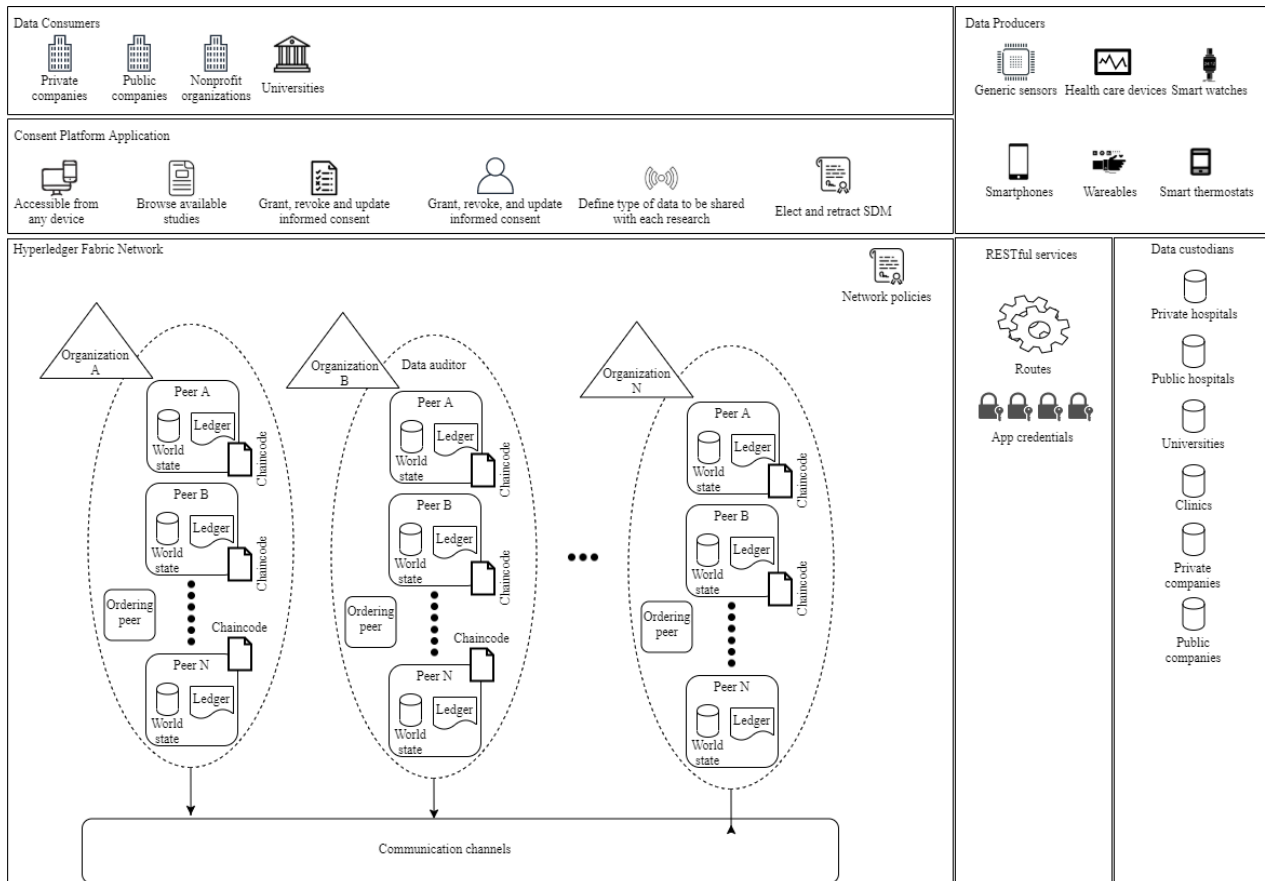 Data Consumers
Private
companies
Public
companies
Nonprofit
organizations
Universities
Consent Platform Application
Accessible from
any device
Browse available
studies
Grant, revoke and update
informed consent
Grant, revoke, and update
informed consent
Define type of data to be shared
with each research
Elect and retract SDM
Data Producers
Generic sensors
Health care devices
Smart watches
Smartphones
Wareables
Smart thermostats
Hyperledger Fabric Network
Network policies
Organization
A
Peer A
World
state
Ledger
Chaincode
Peer B
World
state
Ledger
Chaincode
Ordering
peer
Chaincode
Peer N
World
state
Ledger
Organization
B
Data auditor
Peer A
World
state
Ledger
Chaincode
Peer B
World
state
Ledger
Chaincode
Ordering
peer
Chaincode
Peer N
World
state
Ledger
Organization
N
Peer A
World
state
Ledger
Chaincode
Peer B
World
state
Ledger
Chaincode
Ordering
peer
Peer N
World
state
Ledger
Communication channels
RESTful services
Routes
App credentials
Data custodians
Private hospitals
Public hospitals
Universities
Clinics
Private
companies
Public
companies